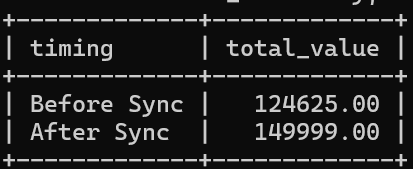 +-------------+-------------+
| timing      | total_value |
+-------------+-------------+
| Before Sync |   124625.00 |
| After Sync  |   149999.00 |
+-------------+-------------+